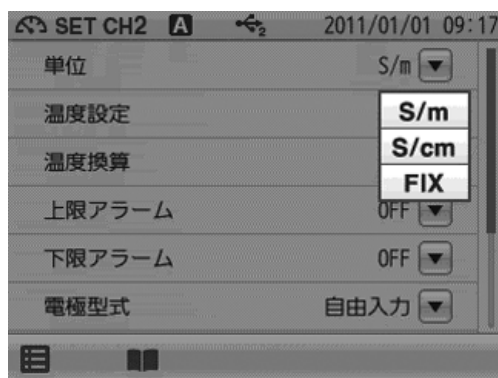 SET CH2 A 2 2011/01/01 09:17
単位 S/m
温度設定 S/m
S/cm
温度換算
FIX
上限アラーム OFF
下限アラーム OFF
電極型式 自由入力